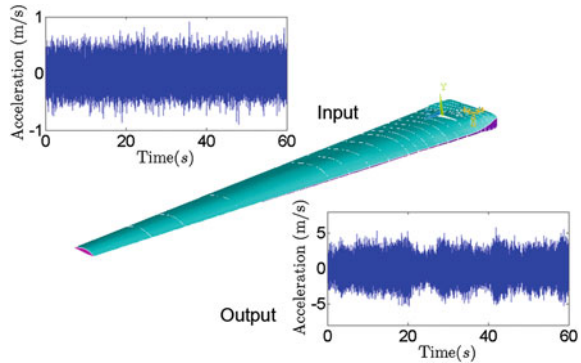 Acceleration (m/s)
1
0
-1
0 20 40 60
Time(s)
Input
Y
Acceleration (m/s)
5
0
-5
0 20 40 60
Time(s)
Output